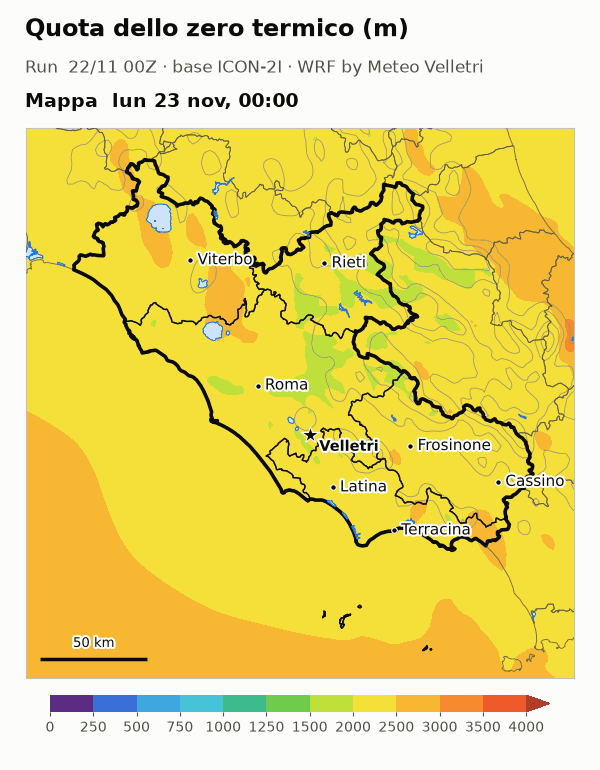 Quota dello zero termico (m)
Run  22/11 00Z · base ICON-2I · WRF by Meteo Velletri
Mappa  lun 23 nov, 00:00
Viterbo
Rieti
Roma
Velletri
Frosinone
Cassino
Latina
Terracina
50 km
0 250 500 750 1000 1250 1500 2000 2500 3000 3500 4000